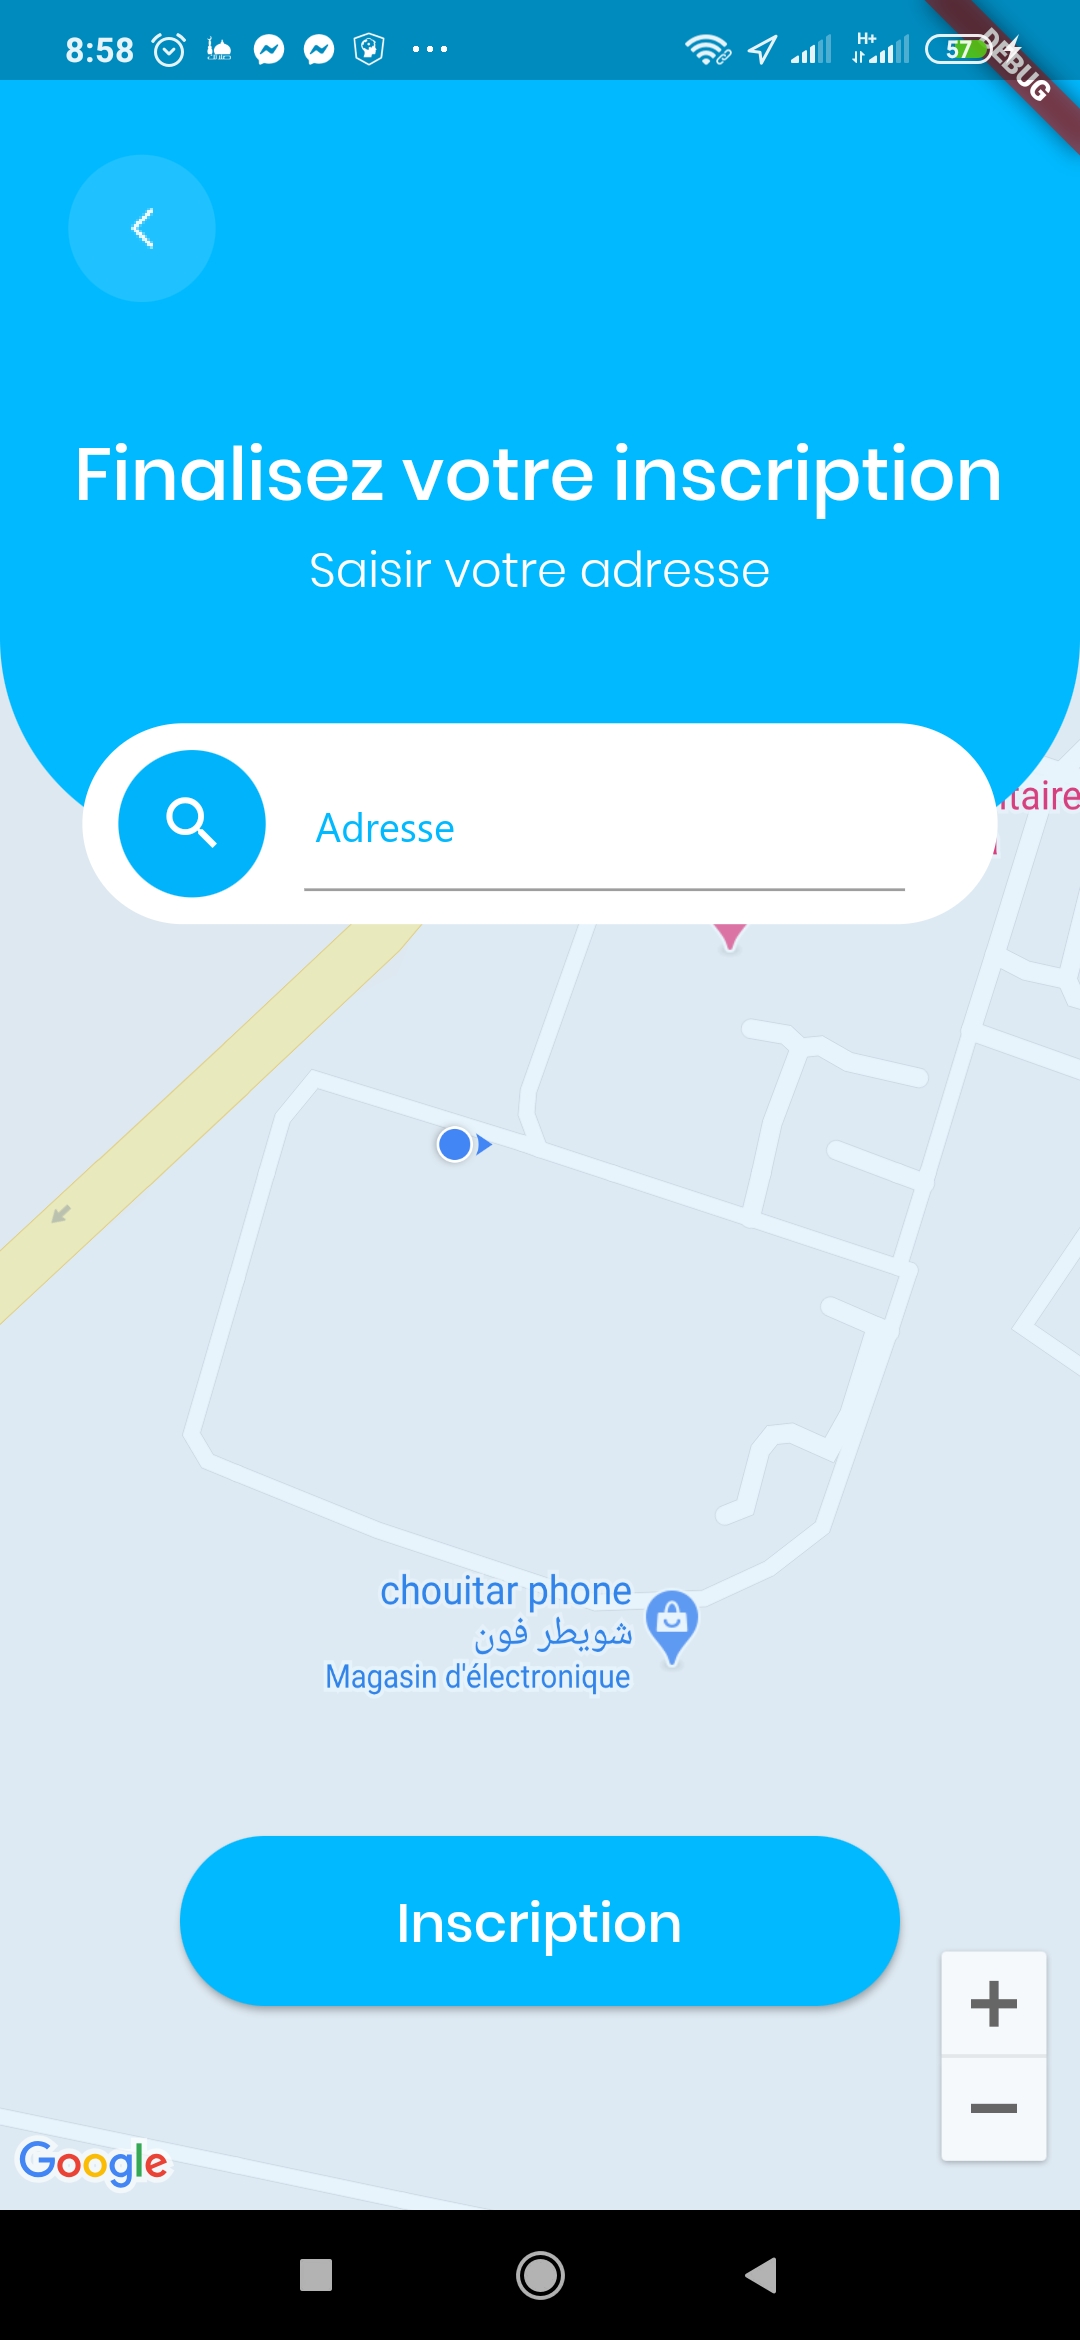 8:58
H+
57
DEBUG
Finalisez votre inscription
Saisir votre adresse
Adresse
chouitar phone
شويطر فون
Magasin d'électronique
Inscription
Google